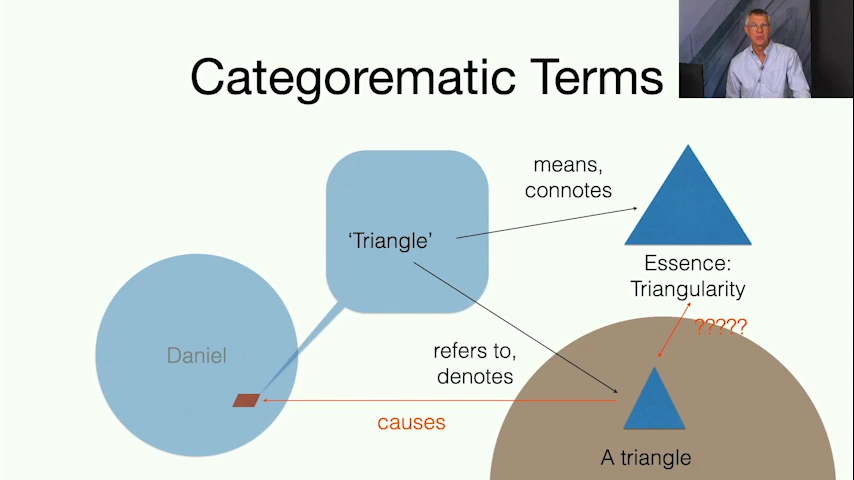 Categorematic Terms
means,
connotes
‘Triangle’
Essence:
Triangularity
?????
Daniel
refers to,
denotes
causes
A triangle